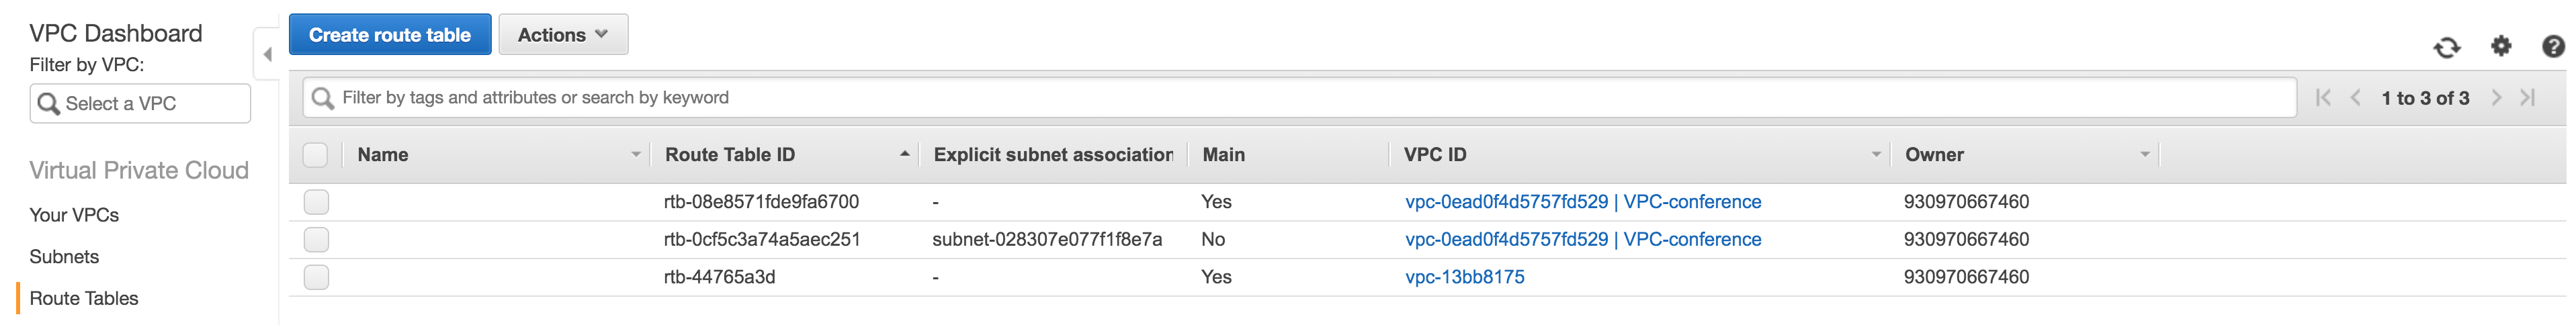 VPC Dashboard
Filter by VPC:
Select a VPC
Virtual Private Cloud
Your VPCs
Subnets
Route Tables
Create route table Actions
Filter by tags and attributes or search by keyword 1 to 3 of 3
Name Route Table ID Explicit subnet association Main VPC ID Owner
rtb-08e8571fde9fa6700 - Yes vpc-0ead0f4d5757fd529 | VPC-conference 930970667460
rtb-0cf5c3a74a5aec251 subnet-028307e077f1f8e7a No vpc-0ead0f4d5757fd529 | VPC-conference 930970667460
rtb-44765a3d - Yes vpc-13bb8175 930970667460